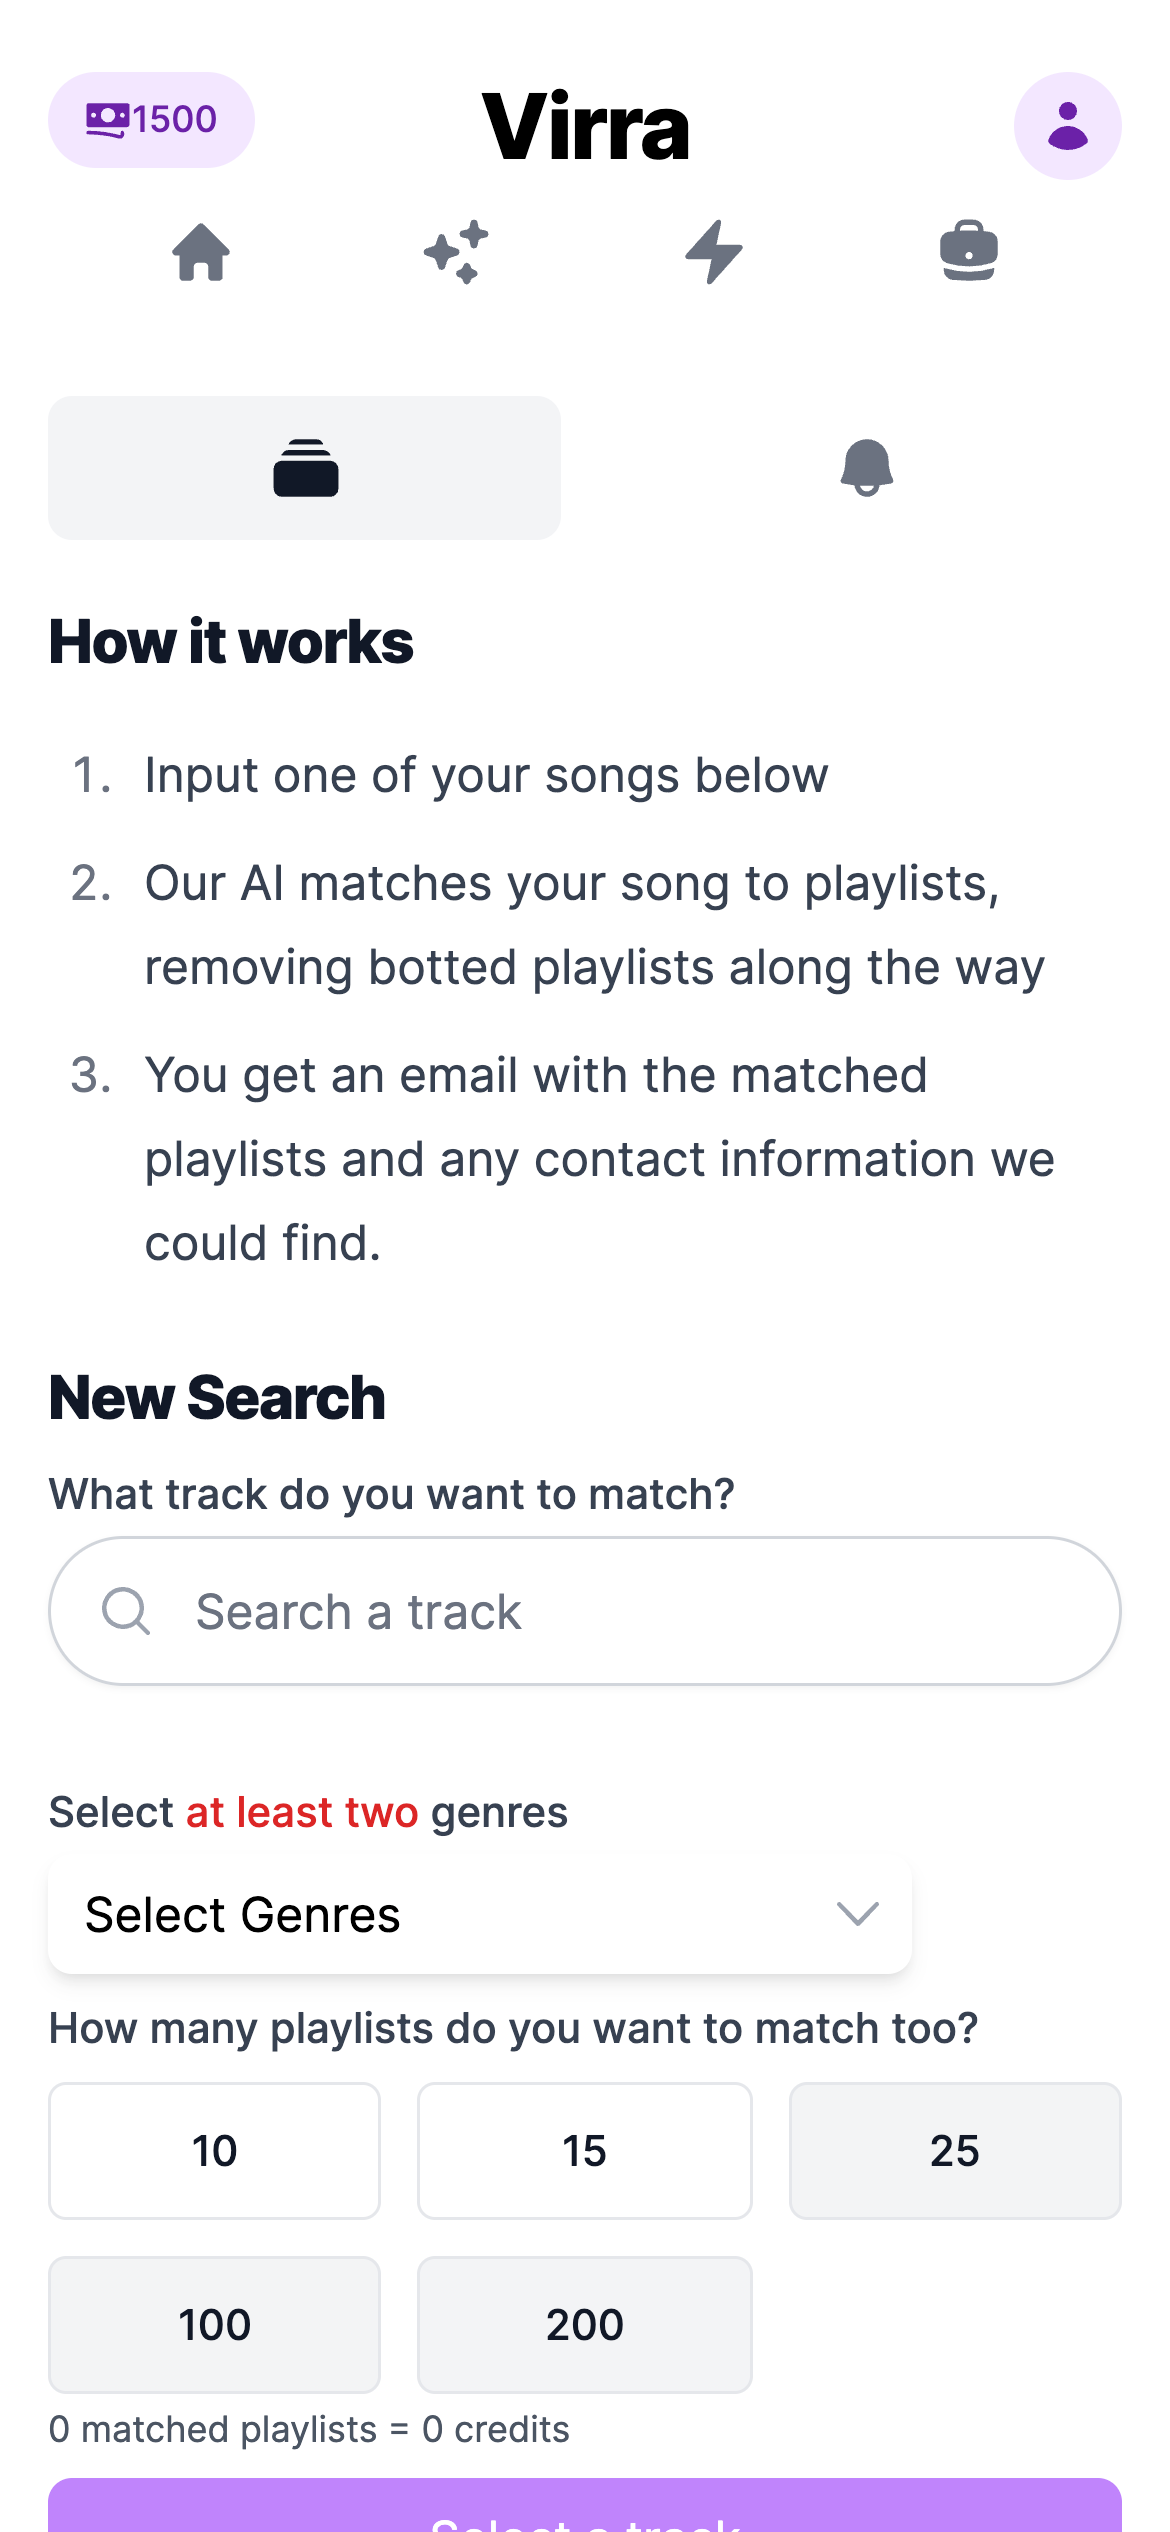 1500
Virra
How it works
1. Input one of your songs below
2. Our AI matches your song to playlists,
removing botted playlists along the way
3. You get an email with the matched
playlists and any contact information we
could find.
New Search
What track do you want to match?
Search a track
Select at least two genres
Select Genres
How many playlists do you want to match too?
10
15
25
100
200
0 matched playlists = 0 credits
Select a track